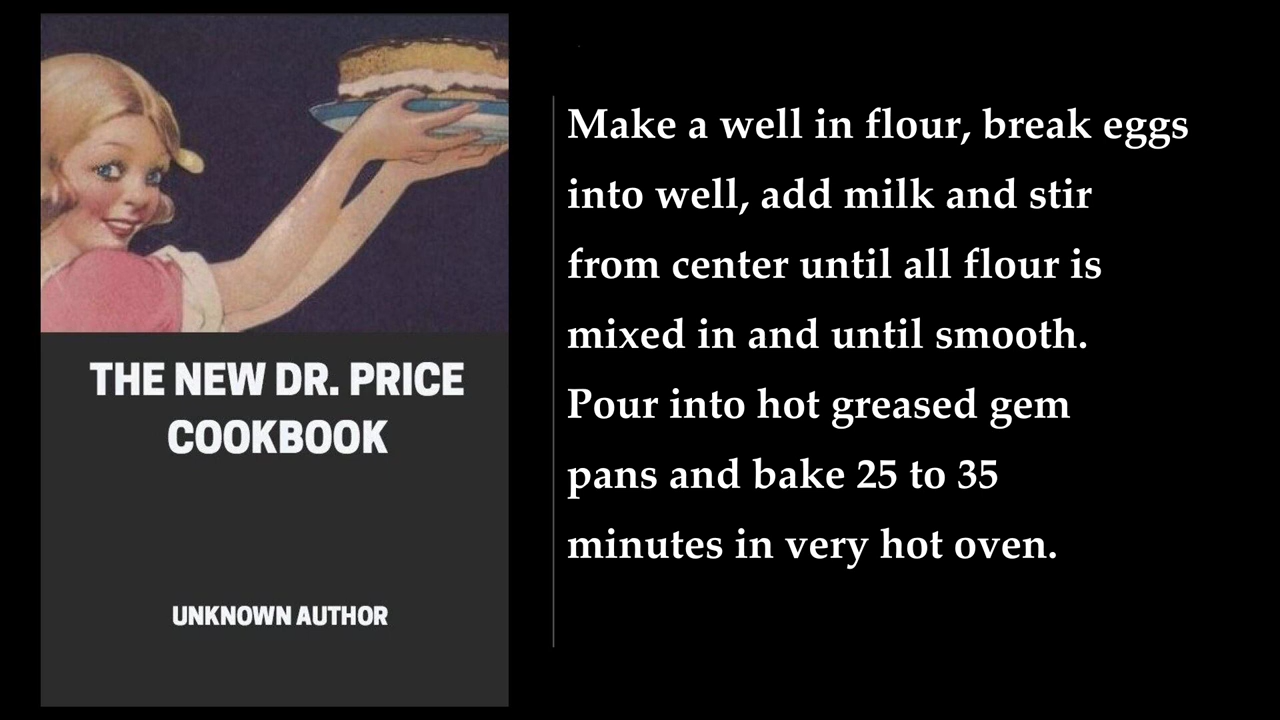 THE NEW DR. PRICE
COOKBOOK
UNKNOWN AUTHOR
Make a well in flour, break eggs
into well, add milk and stir
from center until all flour is
mixed in and until smooth.
Pour into hot greased gem
pans and bake 25 to 35
minutes in very hot oven.